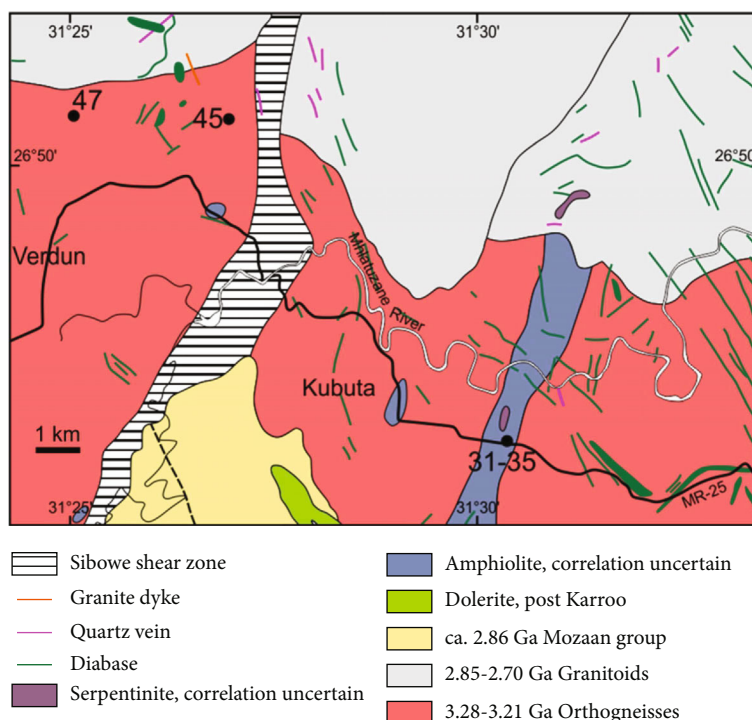 31°25'
31°30'
47
45
26°50'
26°50'
Verdun
Mhlatuzane River
Kubuta
1 km
31-35
MR-25
31°25'
31°30'
Sibowe shear zone
Granite dyke
Quartz vein
Diabase
Serpentinite, correlation uncertain
Amphiolite, correlation uncertain
Dolerite, post Karroo
ca. 2.86 Ga Mozaan group
2.85-2.70 Ga Granitoids
3.28-3.21 Ga Orthogneisses